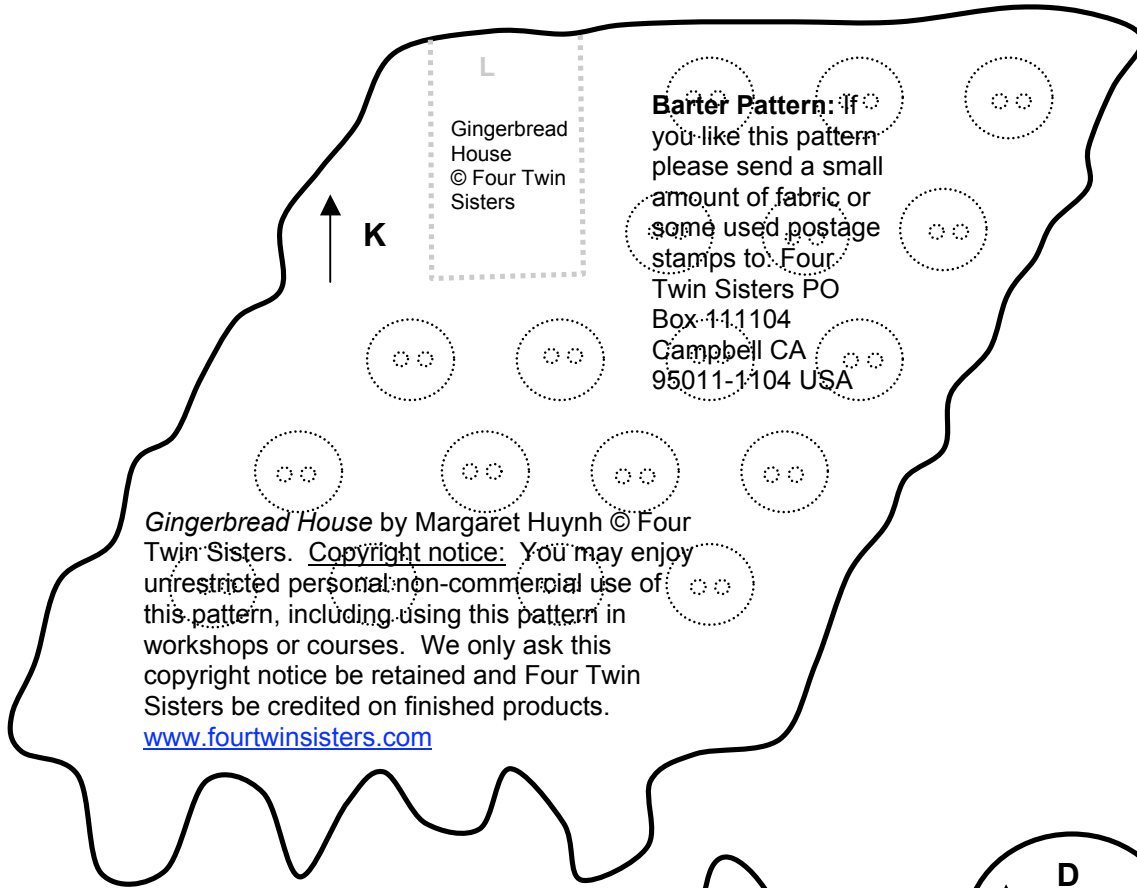 L
Gingerbread
House
© Four Twin
Sisters
Barter Pattern: If
you like this pattern
please send a small
amount of fabric or
some used postage
stamps to: Four
Twin Sisters PO
Box 111104
Campbell CA
95011-1104 USA
K
Gingerbread House by Margaret Huynh © Four
Twin Sisters. Copyright notice: You may enjoy
unrestricted personal non-commercial use of
this pattern, including using this pattern in
workshops or courses. We only ask this
copyright notice be retained and Four Twin
Sisters be credited on finished products.
www.fourtwinsisters.com
D